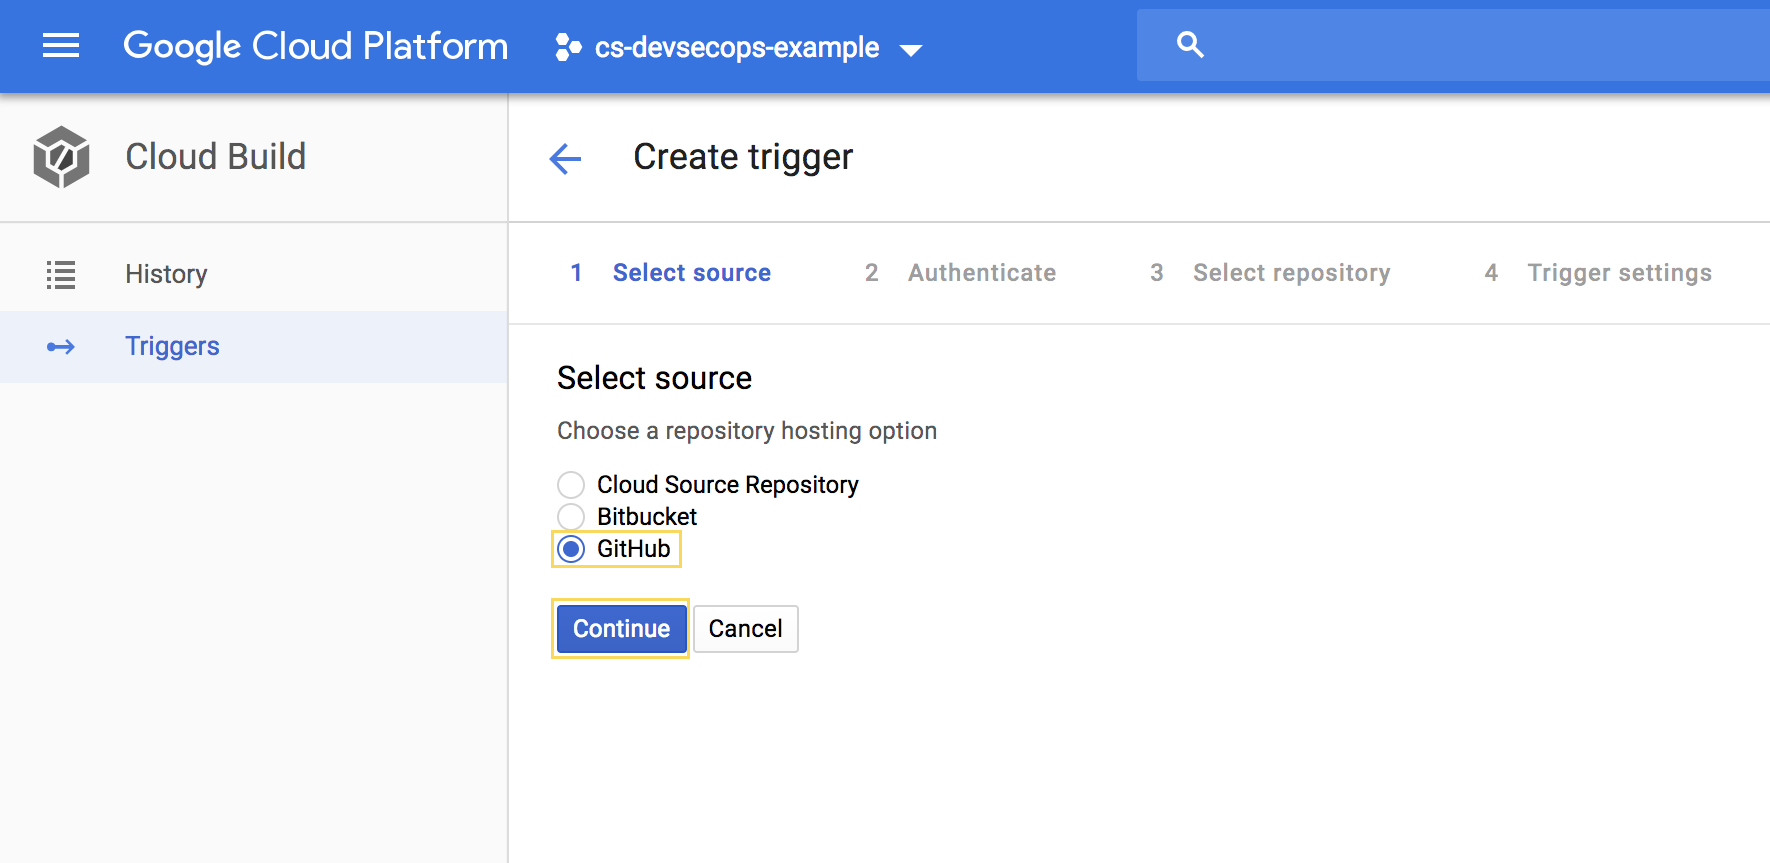 Google Cloud Platform cs-devsecops-example
Cloud Build
Create trigger
History
Triggers
1 Select source 2 Authenticate 3 Select repository 4 Trigger settings
Select source
Choose a repository hosting option
Cloud Source Repository
Bitbucket
GitHub
Continue Cancel